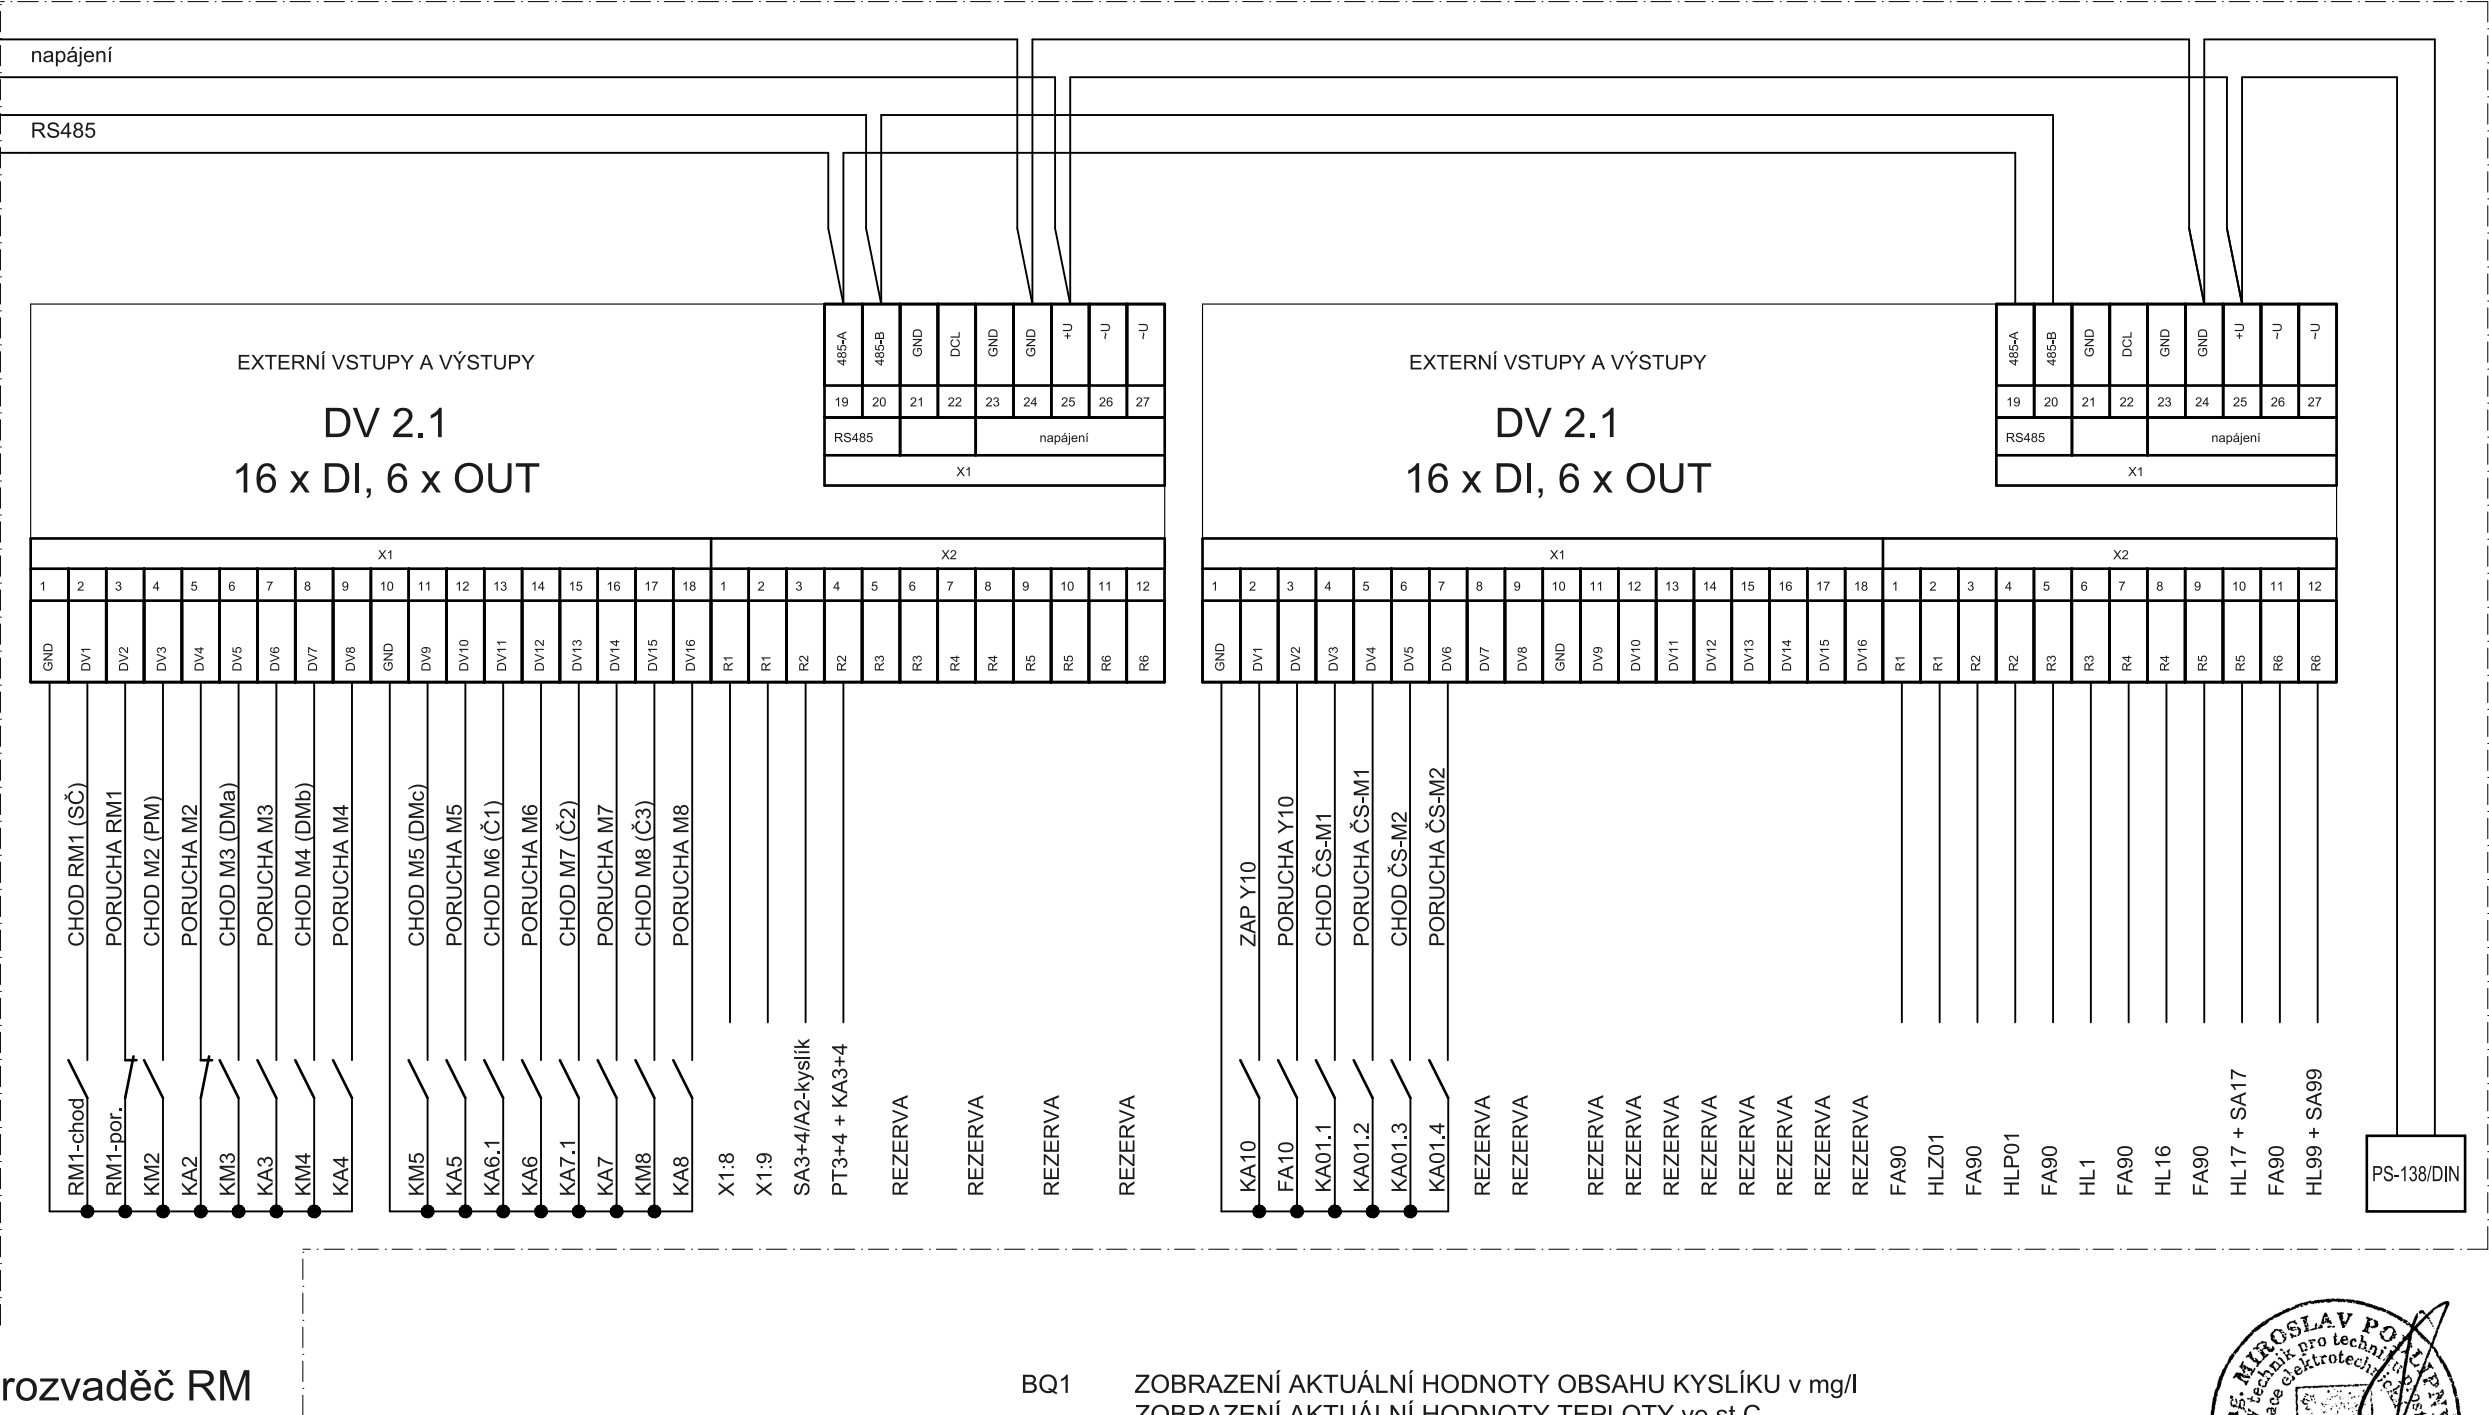 napájení
RS485
EXTERNÍ VSTUPY A VÝSTUPY
DV 2.1
16 x DI, 6 x OUT
485-A 485-B GND DCL GND GND +U ~U ~U
19 20 21 22 23 24 25 26 27
RS485 napájení
X1
X1 X2
1 2 3 4 5 6 7 8 9 10 11 12 13 14 15 16 17 18 1 2 3 4 5 6 7 8 9 10 11 12
GND DV1 DV2 DV3 DV4 DV5 DV6 DV7 DV8 GND DV9 DV10 DV11 DV12 DV13 DV14 DV15 DV16 R1 R1 R2 R2 R3 R3 R4 R4 R5 R5 R6 R6
CHOD RM1 (SČ)
PORUCHA RM1
CHOD M2 (PM)
PORUCHA M2
CHOD M3 (DMa)
PORUCHA M3
CHOD M4 (DMb)
PORUCHA M4
CHOD M5 (DMc)
PORUCHA M5
CHOD M6 (Č1)
PORUCHA M6
CHOD M7 (Č2)
PORUCHA M7
CHOD M8 (Č3)
PORUCHA M8
RM1-chod
RM1-por.
KM2
KA2
KM3
KA3
KM4
KA4
KM5
KA5
KA6.1
KA6
KA7.1
KA7
KM8
KA8
X1:8
X1:9
SA3+4/A2-kyslík
PT3+4 + KA3+4
REZERVA
REZERVA
REZERVA
REZERVA
EXTERNÍ VSTUPY A VÝSTUPY
DV 2.1
16 x DI, 6 x OUT
485-A 485-B GND DCL GND GND +U ~U ~U
19 20 21 22 23 24 25 26 27
RS485 napájení
X1
X1 X2
1 2 3 4 5 6 7 8 9 10 11 12 13 14 15 16 17 18 1 2 3 4 5 6 7 8 9 10 11 12
GND DV1 DV2 DV3 DV4 DV5 DV6 DV7 DV8 GND DV9 DV10 DV11 DV12 DV13 DV14 DV15 DV16 R1 R1 R2 R2 R3 R3 R4 R4 R5 R5 R6 R6
ZAP Y10
PORUCHA Y10
CHOD ČS-M1
PORUCHA ČS-M1
CHOD ČS-M2
PORUCHA ČS-M2
KA10
FA10
KA01.1
KA01.2
KA01.3
KA01.4
REZERVA
REZERVA
REZERVA
REZERVA
REZERVA
REZERVA
REZERVA
REZERVA
REZERVA
REZERVA
FA90
HLZ01
FA90
HLP01
FA90
HL1
FA90
HL16
FA90
HL17 + SA17
FA90
HL99 + SA99
PS-138/DIN
rozvaděč RM
BQ1 ZOBRAZENÍ AKTUÁLNÍ HODNOTY OBSAHU KYSLÍKU v mg/l
ZOBRAZENÍ AKTUÁLNÍ HODNOTY TEPLOTY ve st.C
MIROSLAV
technik pro